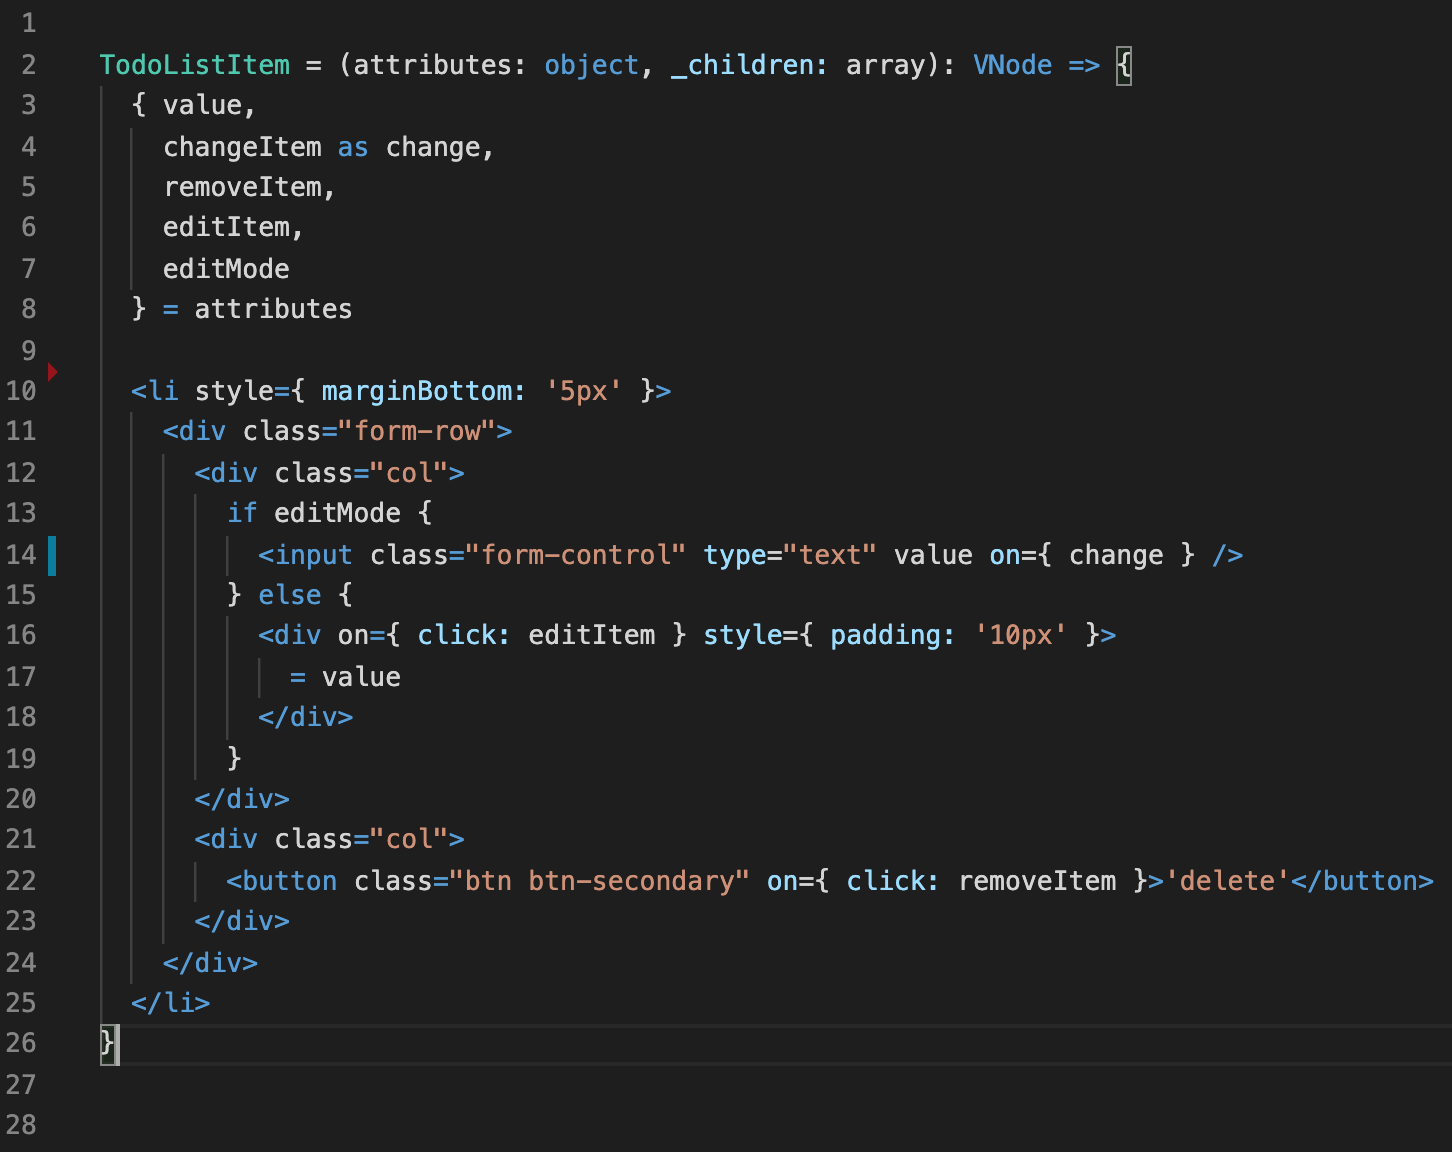 1
2 TodoListItem = (attributes: object, _children: array): VNode => {
3 { value,
4 changeItem as change,
5 removeItem,
6 editItem,
7 editMode
8 } = attributes
9
10 <li style={ marginBottom: '5px' }>
11 <div class="form-row">
12 <div class="col">
13 if editMode {
14 <input class="form-control" type="text" value on={ change } />
15 } else {
16 <div on={ click: editItem } style={ padding: '10px' }>
17 = value
18 </div>
19 }
20 </div>
21 <div class="col">
22 <button class="btn btn-secondary" on={ click: removeItem }>'delete'</button>
23 </div>
24 </div>
25 </li>
26 }
27
28